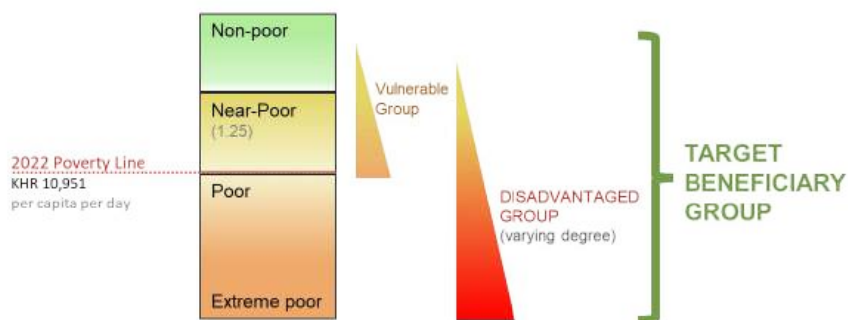 Non-poor
Near-Poor
(1.25)
2022 Poverty Line
KHR 10,951
per capita per day
Poor
Extreme poor
Vulnerable
Group
DISADVANTAGED
GROUP
(varying degree)
TARGET
BENEFICIARY
GROUP